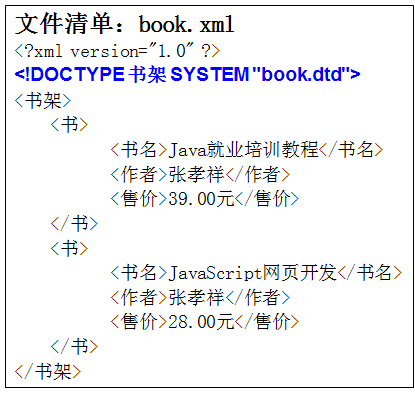 文件清单：book.xml
<?xml version="1.0" ?>
<!DOCTYPE 书架 SYSTEM "book.dtd">
<书架>
<书>
<书名>Java就业培训教程</书名>
<作者>张孝祥</作者>
<售价>39.00元</售价>
</书>
<书>
<书名>JavaScript网页开发</书名>
<作者>张孝祥</作者>
<售价>28.00元</售价>
</书>
</书架>